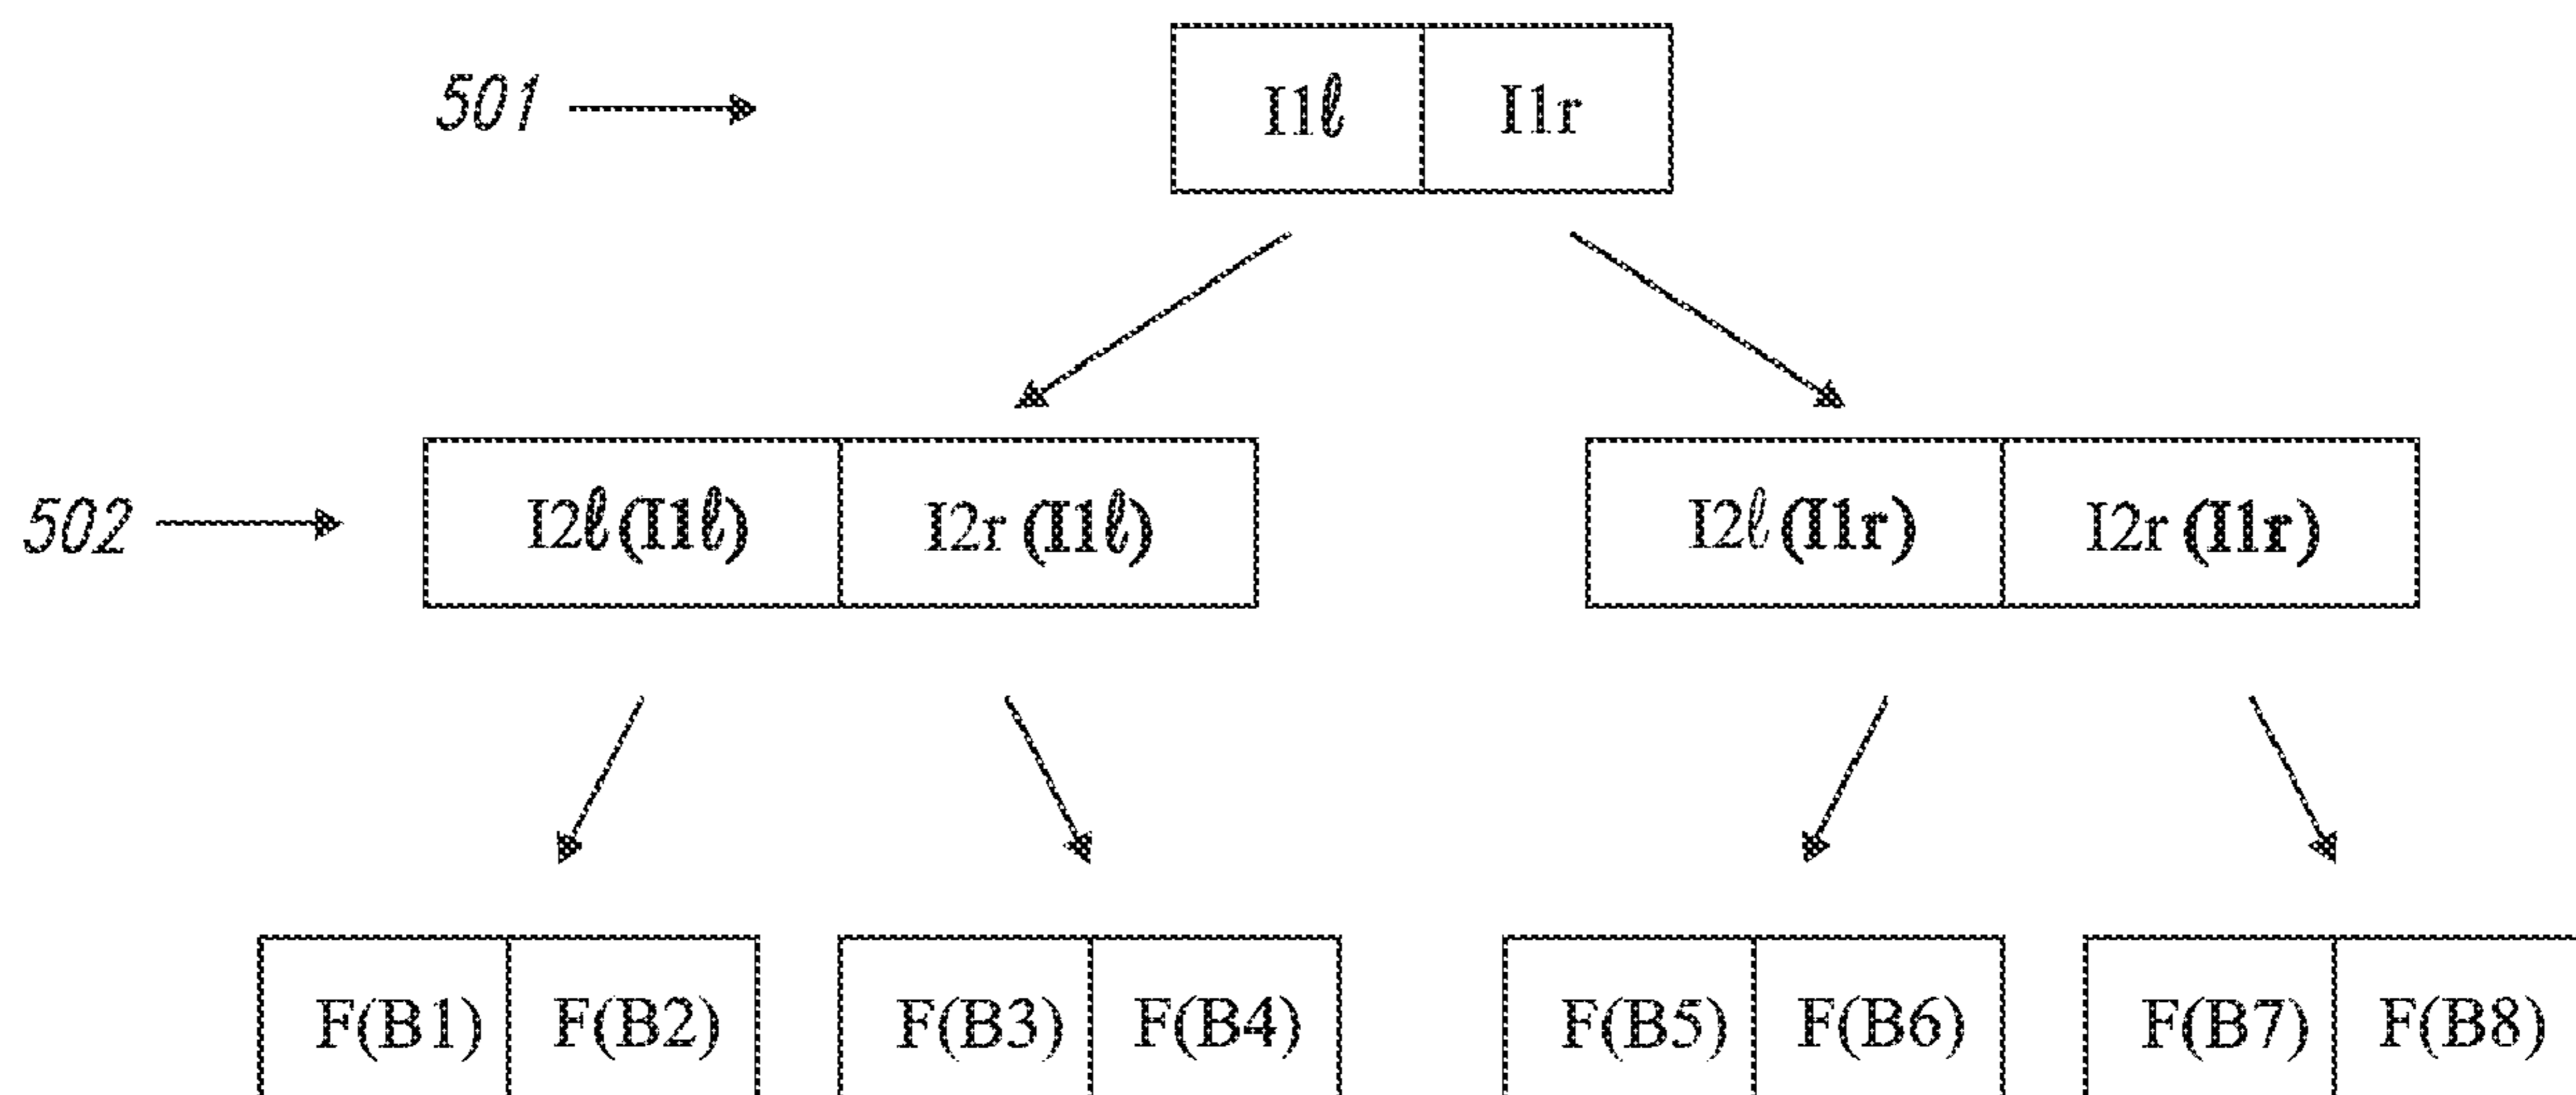 501 I1ℓ I1r
502 I2ℓ(I1ℓ) I2r (I1ℓ) I2ℓ(I1r) I2r (I1r)
F(B1) F(B2) F(B3) F(B4) F(B5) F(B6) F(B7) F(B8)